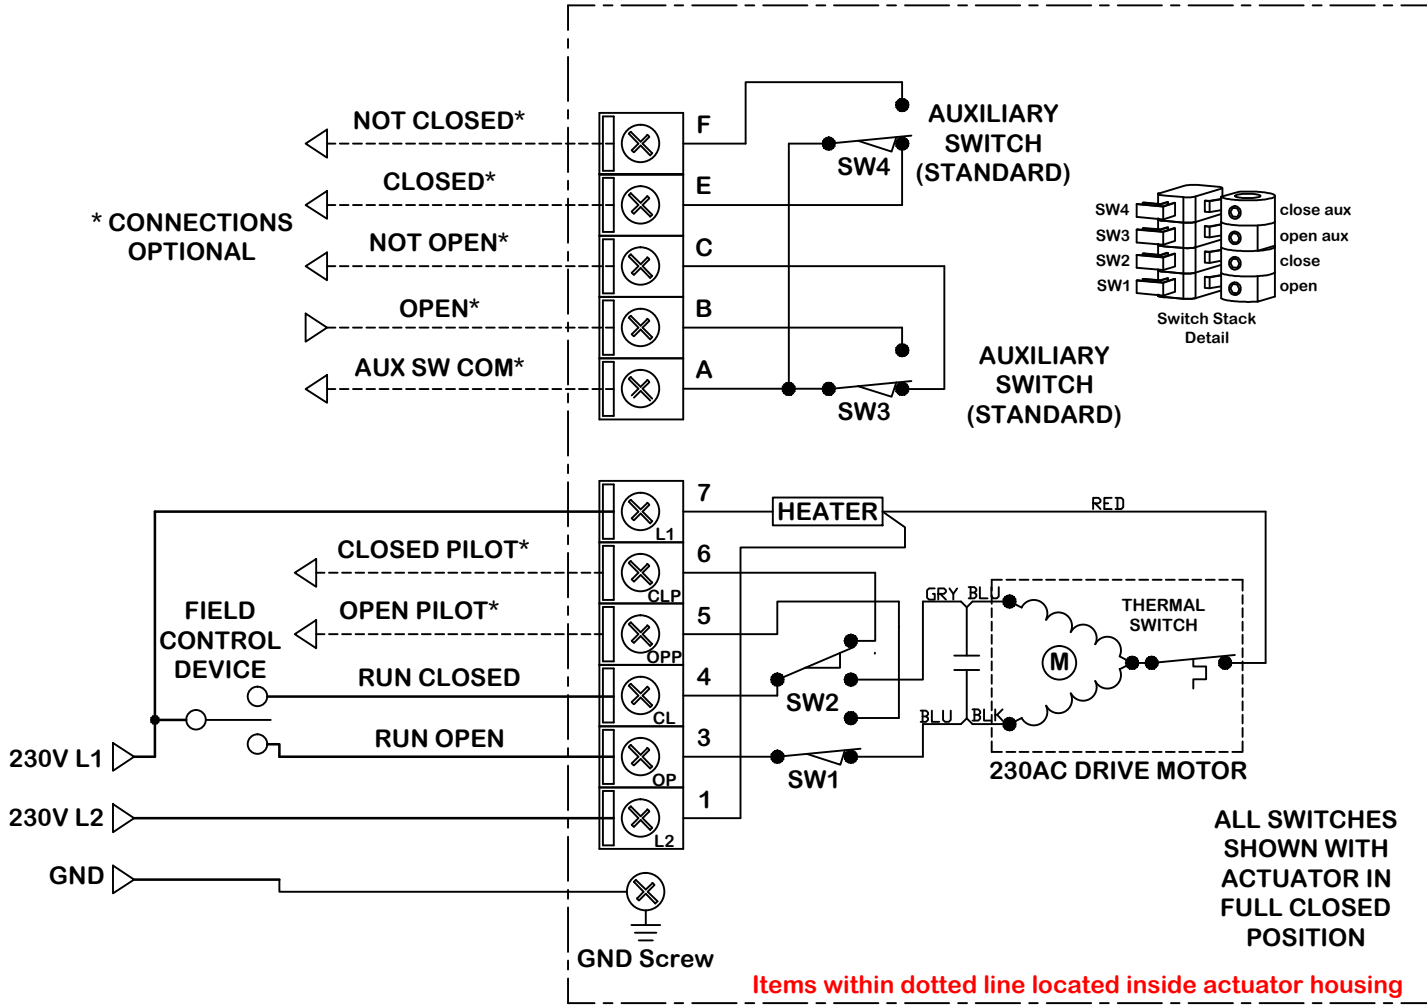 NOT CLOSED*
CLOSED*
* CONNECTIONS
OPTIONAL
NOT OPEN*
OPEN*
AUX SW COM*
F
E
C
B
A
AUXILIARY
SWITCH
(STANDARD)
SW4
SW4
SW3
SW2
SW1
close aux
open aux
close
open
Switch Stack
Detail
AUXILIARY
SWITCH
(STANDARD)
SW3
7
L1
HEATER
RED
CLOSED PILOT*
6
CLP
OPEN PILOT*
5
OPP
FIELD
CONTROL
DEVICE
RUN CLOSED
4
CL
SW2
RUN OPEN
3
OP
SW1
230V L1
230V L2
1
L2
GND
GND Screw
GRY
BLU
BLU
BLK
THERMAL
SWITCH
M
230AC DRIVE MOTOR
ALL SWITCHES
SHOWN WITH
ACTUATOR IN
FULL CLOSED
POSITION
Items within dotted line located inside actuator housing